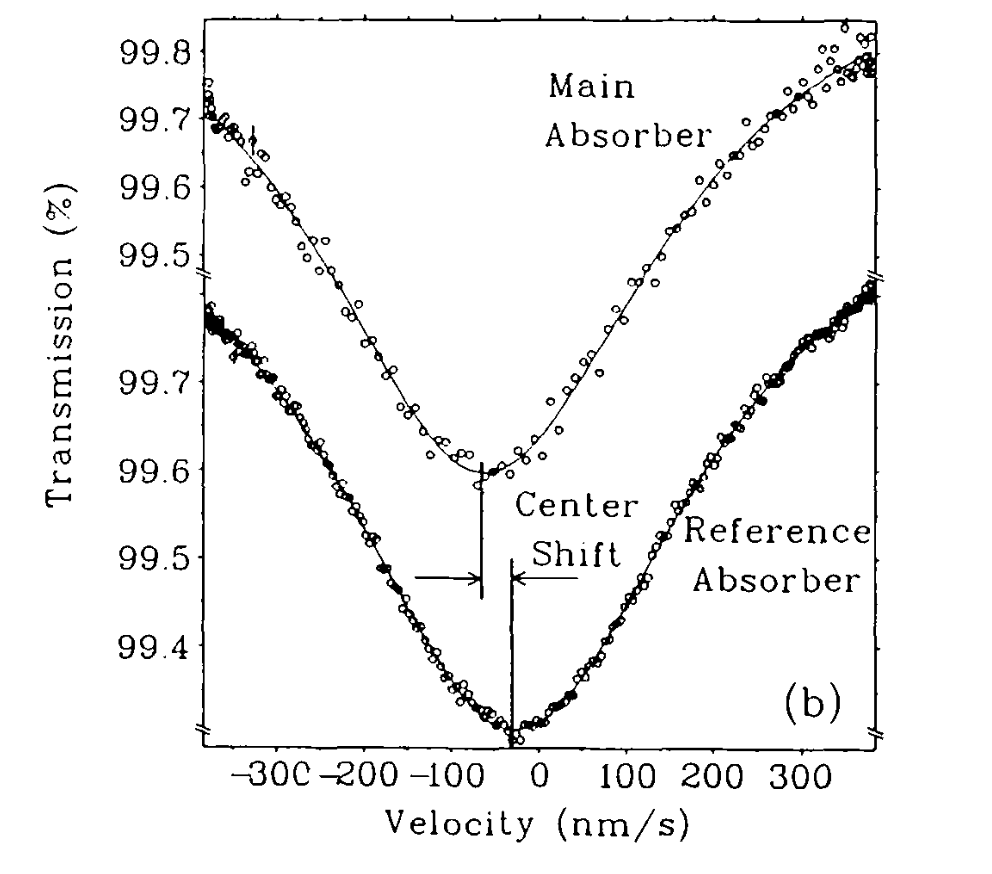 99.8
99.7
99.6
99.5
99.7
99.6
99.5
99.4
Transmission (%)
Main
Absorber
Center
Shift
Reference
Absorber
(b)
−300 −200 −100 0 100 200 300
Velocity (nm/s)